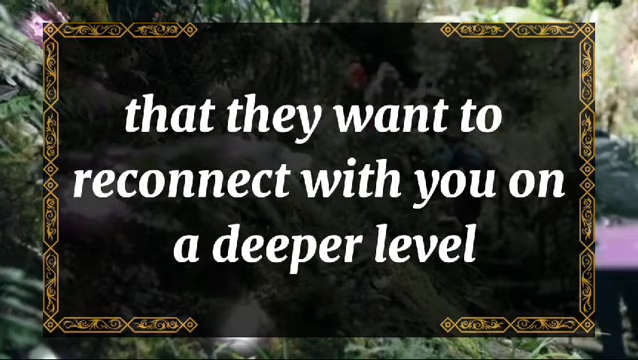 that they want to
reconnect with you on
a deeper level